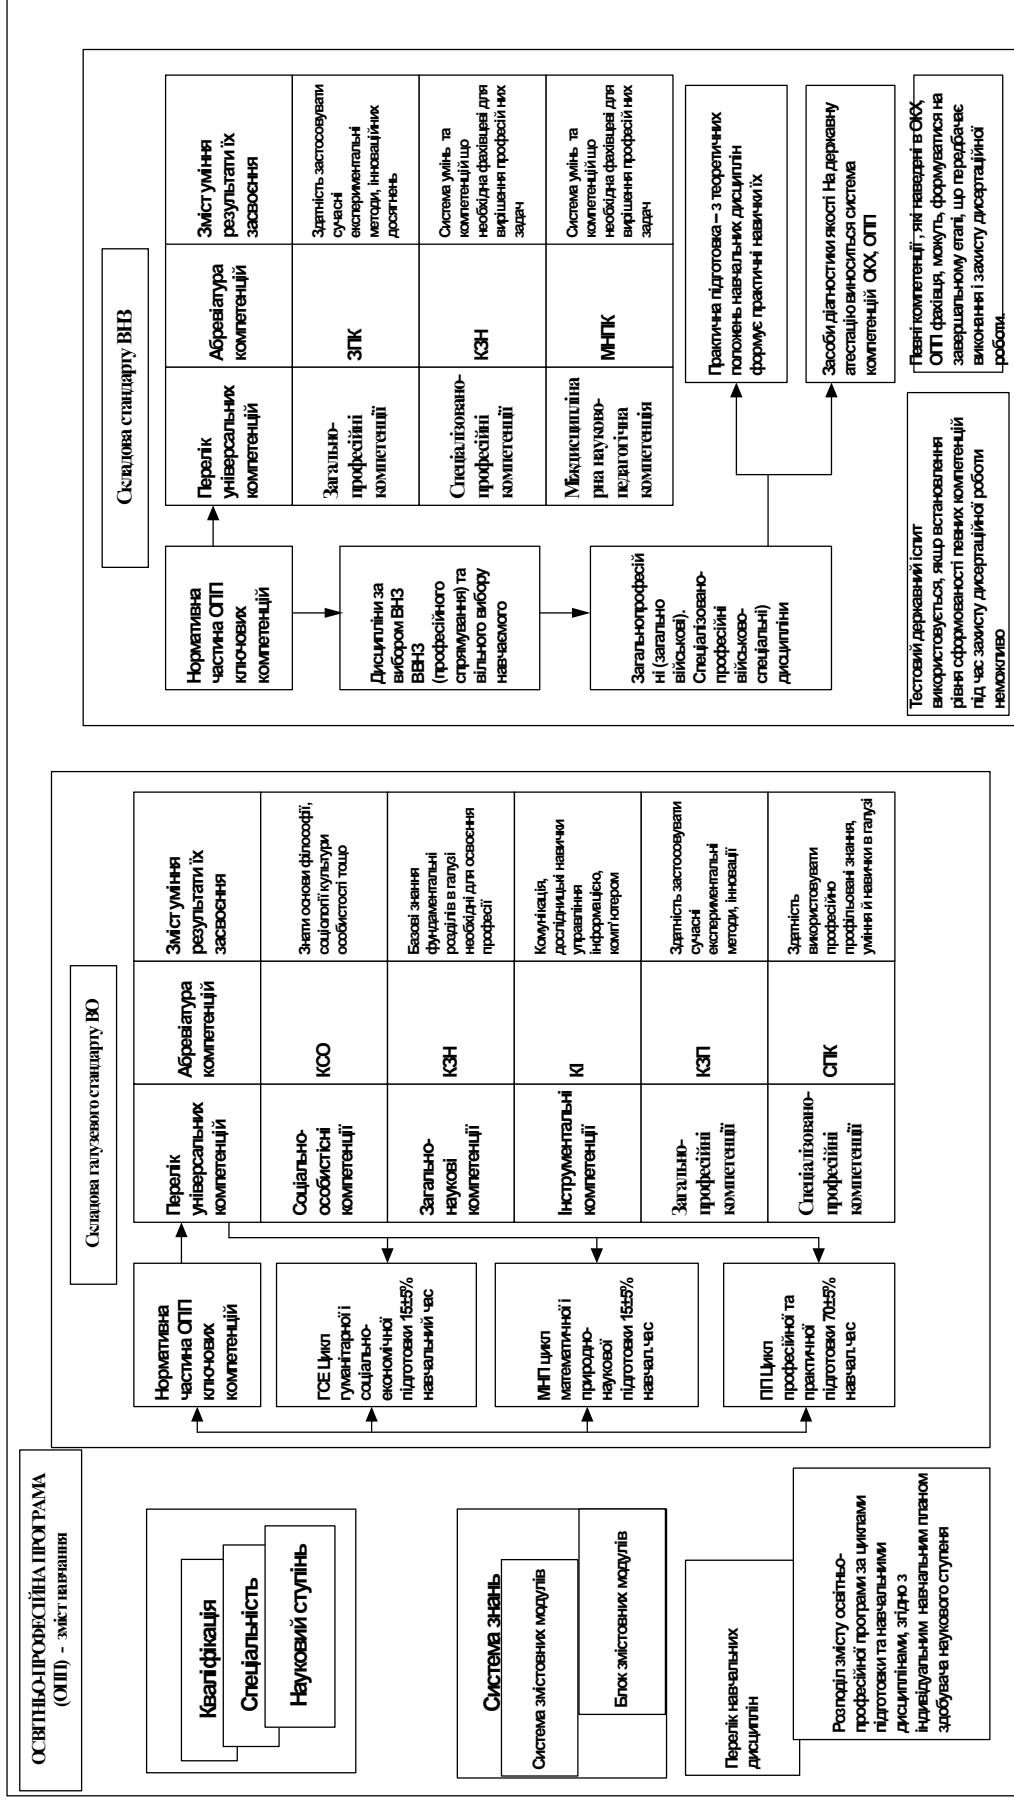 ОСВІТНЬО-ПРОФЕСІЙНА ПРОГРАМА
(ОПП) - зміст навчання
Кваліфікація
Спеціальність
Науковий ступінь
Система знань
Система змістовних модулів
Блок змістовних модулів
Перелік навчальних
дисциплін
Розподіл змісту освітньо-
професійної програми за циклами
підготовки та навчальними
дисциплінами, згідно з
індивідуальним навчальним планом
здобувача наукового ступеня
Складова галузевого стандарту ВО
Нормативна
частина ОПП
ключових
компетенцій
ГСЕ Цикл
гуманітарної і
соціально-
економічної
підготовки 15±5%
навчальний час
МНП цикл
математичної і
природно-
наукової
підготовки 15±5%
навчал. час
ПП Цикл
професійної та
практичної
підготовки 70±5%
навчал. час
Перелік
універсальних
компетенцій
Абревіатура
компетенцій
Зміст уміння
результати їх
засвоєння
Соціально-
особистісні
компетенції
КСО
Знати основи філософії,
соціології культури
особистості тощо
Загально-
наукові
компетенції
КЗН
Базові знання
фундаментальні
розділів в галузі
необхідні для освоєння
професії
Інструментальні
компетенції
КІ
Комунікація,
дослідницькі навички
управління
інформацією,
комп'ютером
Загально-
професійні
компетенції
КЗП
Здатність застосовувати
сучасні
експериментальні
методи, інновації
Спеціалізовано-
професійні
компетенції
СПК
Здатність
використовувати
професійно
профільовані знання,
уміння й навички в галузі
Складова стандарту ВНЗ
Нормативна
частина ОПП
ключових
компетенцій
Дисципліни за
вибором ВНЗ
ВВНЗ
(професійного
спрямування) та
вільного вибору
навчаємого
Загальнопрофесій
ні (загально
військові).
Спеціалізовано-
професійні
військово-
спеціальні)
дисципліни
Перелік
універсальних
компетенцій
Абревіатура
компетенцій
Зміст уміння
результати їх
засвоєння
Загально-
професійні
компетенції
ЗПК
Здатність застосовувати
сучасні
експериментальні
методи, інноваційних
досягнень
Спеціалізовано-
професійні
компетенції
КЗН
Система умінь та
компетенцій що
необхідна фахівцеві для
вирішення професій них
задач
Міждисципліна
рна науково-
педагогічна
компетенція
МНПК
Система умінь та
компетенцій що
необхідна фахівцеві для
вирішення професій них
задач
Практична підготовка – з теоретичних
положень навчальних дисциплін
формує практичні навички їх
Засоби діагностики якості На державну
атестацію виноситься система
компетенцій ОКХ, ОПП
Тестовий державний іспит
використовується, якщо встановлення
рівня сформованості певних компетенцій
під час захисту дисертаційної роботи
неможливо
Певні компетенції , які наведені в ОКХ,
ОПП фахівця, можуть, формуватися на
завершальному етапі, що передбачає
виконання і захисту дисертаційної
роботи.